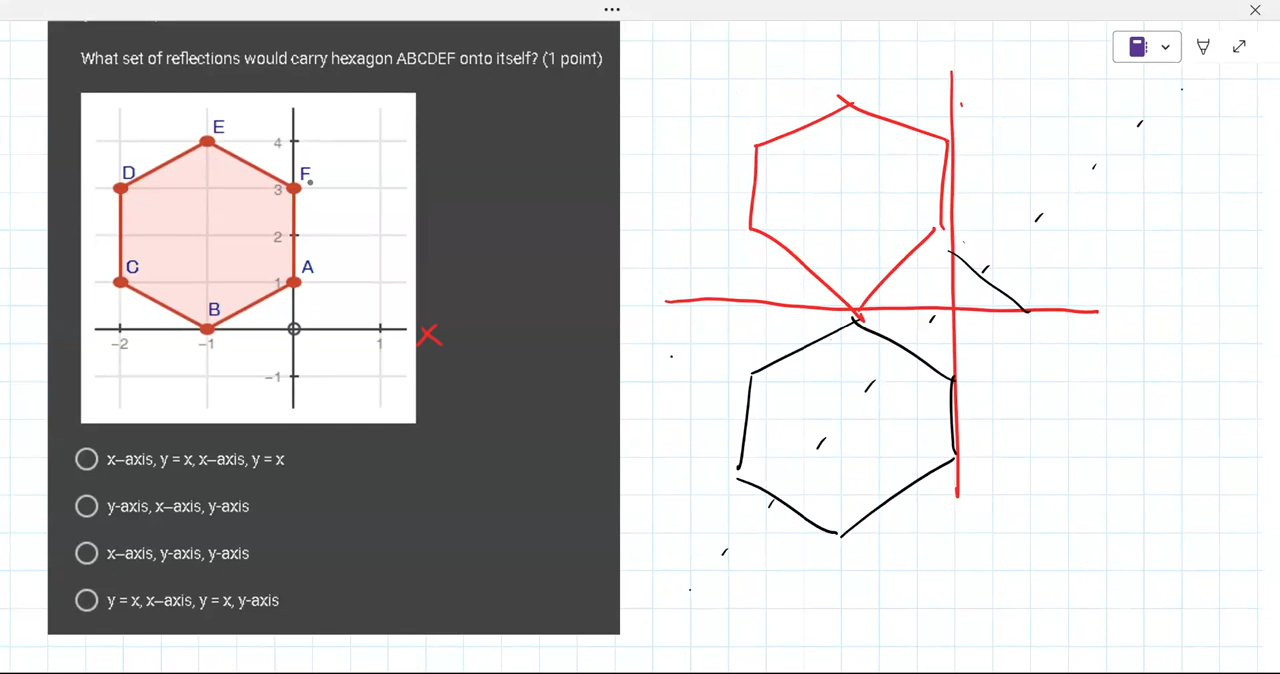 What set of reflections would carry hexagon ABCDEF onto itself? (1 point)
E
4
D
F
3
2
C
A
1
B
−2
−1
1
−1
x–axis, y = x, x–axis, y = x
y-axis, x–axis, y-axis
x–axis, y-axis, y-axis
y = x, x–axis, y = x, y-axis